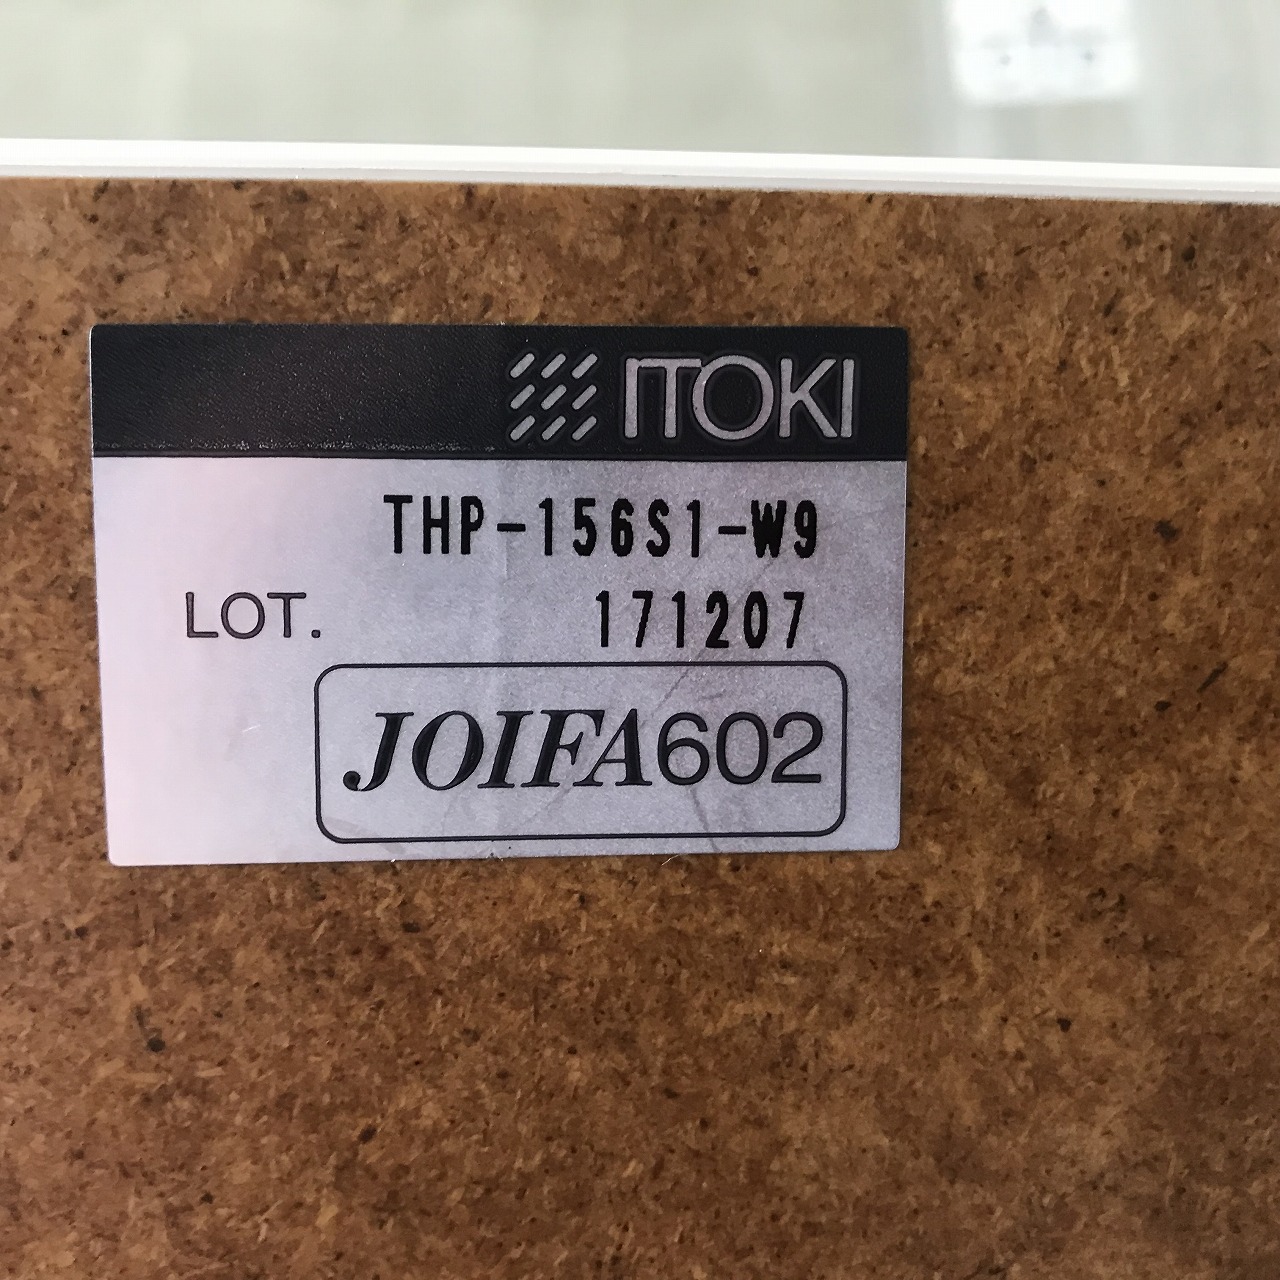 ITOKI
THP-156S1-W9
LOT. 171207
JOIFA602